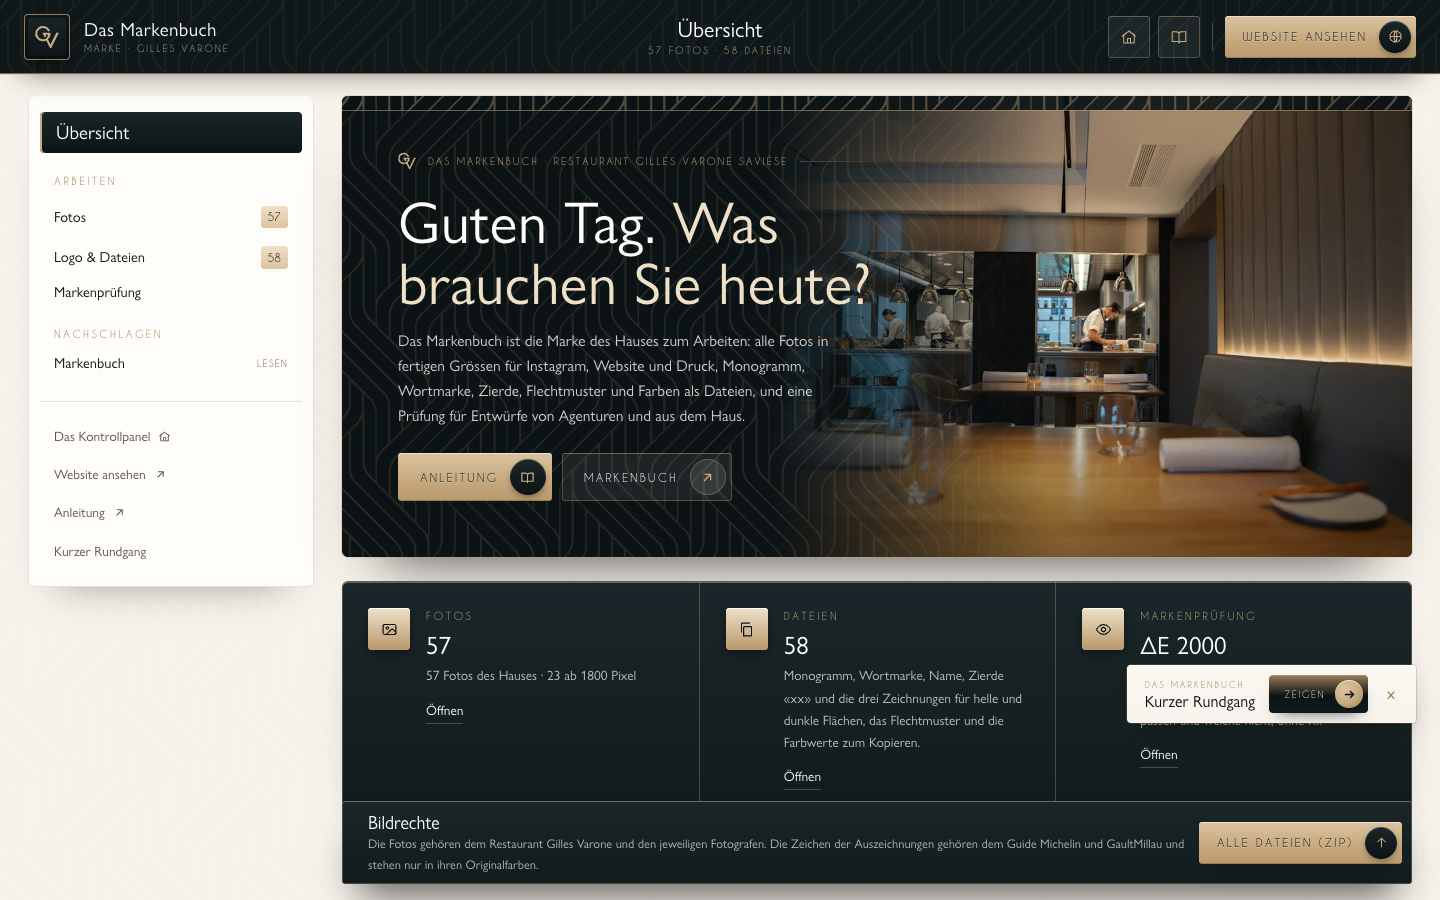 GV
Das Markenbuch
MARKE · GILLES VARONE
Übersicht
57 FOTOS · 58 DATEIEN
WEBSITE ANSEHEN
Übersicht
ARBEITEN
Fotos
57
Logo & Dateien
58
Markenprüfung
NACHSCHLAGEN
Markenbuch
LESEN
Das Kontrollpanel
Website ansehen
Anleitung
Kurzer Rundgang
GV DAS MARKENBUCH · RESTAURANT GILLES VARONE SAVIÈSE
Guten Tag. Was
brauchen Sie heute?
Das Markenbuch ist die Marke des Hauses zum Arbeiten: alle Fotos in
fertigen Grössen für Instagram, Website und Druck, Monogramm,
Wortmarke, Zierde, Flechtmuster und Farben als Dateien, und eine
Prüfung für Entwürfe von Agenturen und aus dem Haus.
ANLEITUNG
MARKENBUCH
FOTOS
57
57 Fotos des Hauses · 23 ab 1800 Pixel
Öffnen
DATEIEN
58
Monogramm, Wortmarke, Name, Zierde
«xx» und die drei Zeichnungen für helle und
dunkle Flächen, das Flechtmuster und die
Farbwerte zum Kopieren.
Öffnen
MARKENPRÜFUNG
ΔE 2000
DAS MARKENBUCH
Kurzer Rundgang
ZEIGEN
Öffnen
Bildrechte
Die Fotos gehören dem Restaurant Gilles Varone und den jeweiligen Fotografen. Die Zeichen der Auszeichnungen gehören dem Guide Michelin und GaultMillau und
stehen nur in ihren Originalfarben.
ALLE DATEIEN (ZIP)